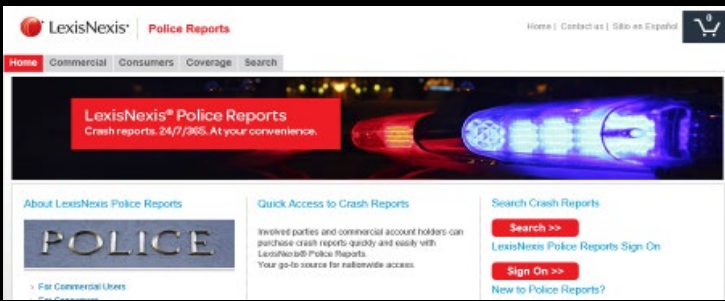 LexisNexis® Police Reports
Home | Contact us | Sitio en Español
0
Home Commercial Consumers Coverage Search
LexisNexis® Police Reports
Crash reports. 24/7/365. At your convenience.
About LexisNexis Police Reports
POLICE
> For Commercial Users
> For Consumers
Quick Access to Crash Reports
Involved parties and commercial account holders can
purchase crash reports quickly and easily with
LexisNexis® Police Reports.
Your go-to source for nationwide access.
Search Crash Reports
Search >>
LexisNexis Police Reports Sign On
Sign On >>
New to Police Reports?